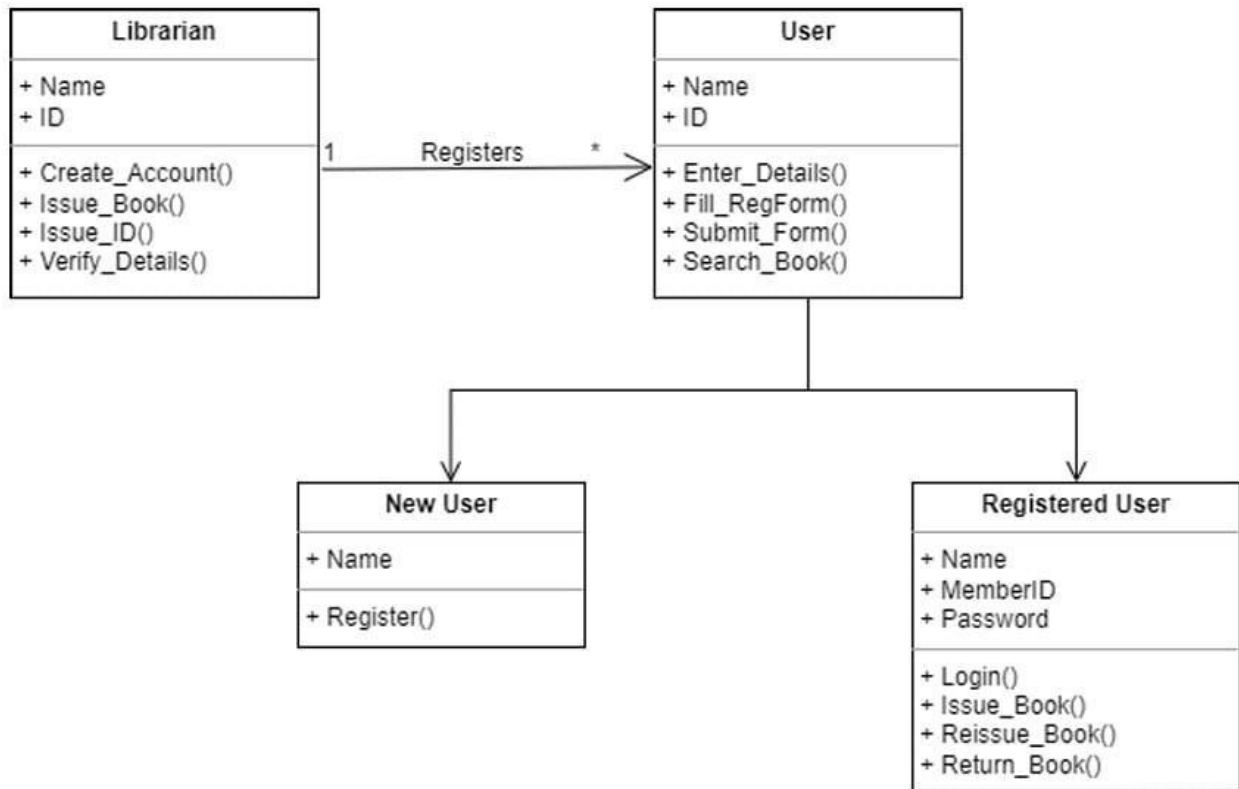 Librarian
+ Name
+ ID
+ Create_Account()
+ Issue_Book()
+ Issue_ID()
+ Verify_Details()
1 Registers *
User
+ Name
+ ID
+ Enter_Details()
+ Fill_RegForm()
+ Submit_Form()
+ Search_Book()
New User
+ Name
+ Register()
Registered User
+ Name
+ MemberID
+ Password
+ Login()
+ Issue_Book()
+ Reissue_Book()
+ Return_Book()